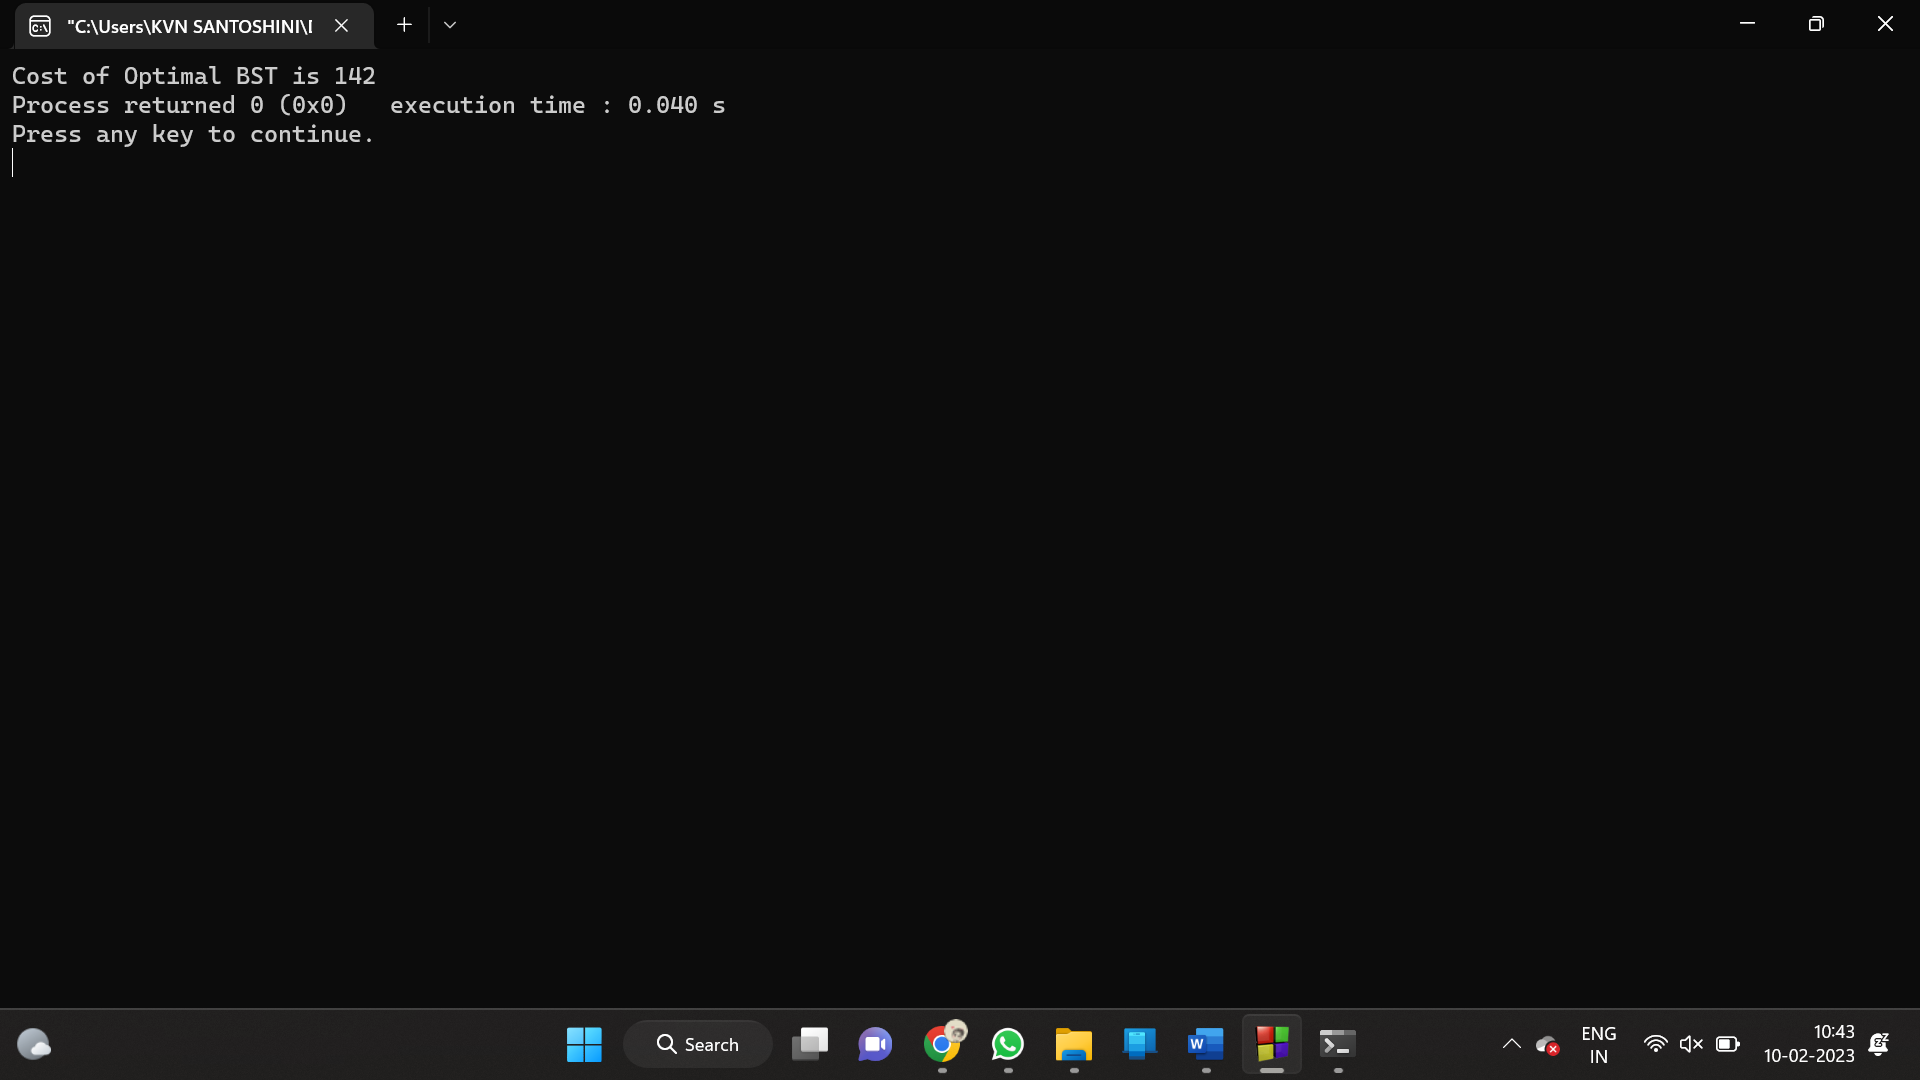 "C:\Users\KVN SANTOSHINI\
Cost of Optimal BST is 142
Process returned 0 (0x0)   execution time : 0.040 s
Press any key to continue.
Search
ENG
IN
10:43
10-02-2023